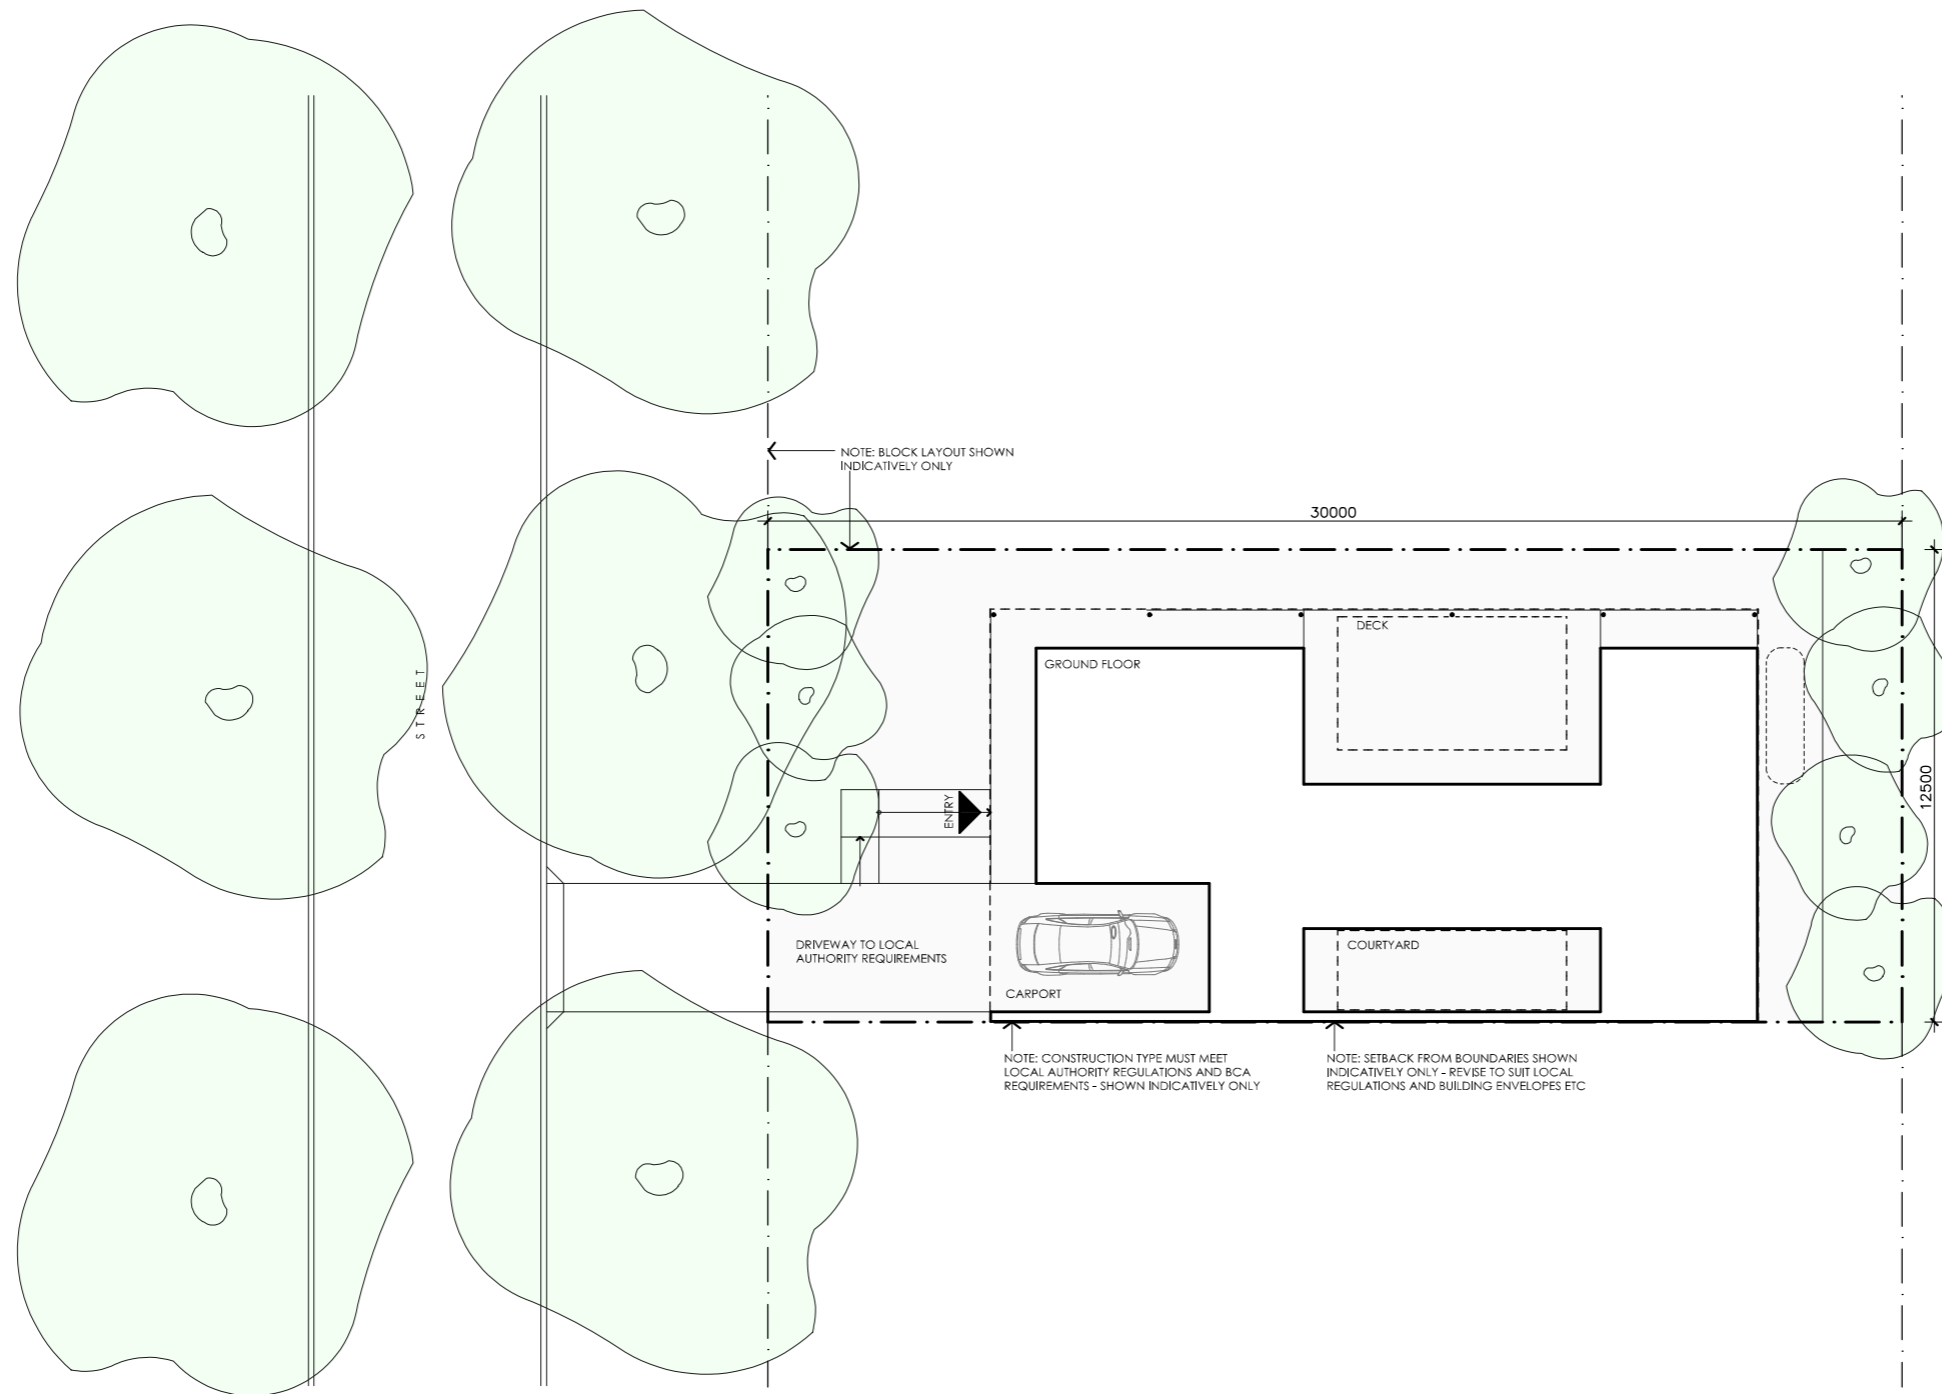 NOTE: BLOCK LAYOUT SHOWN
INDICATIVELY ONLY
30000
DECK
GROUND FLOOR
STREET
ENTRY
12500
DRIVEWAY TO LOCAL
AUTHORITY REQUIREMENTS
COURTYARD
CARPORT
NOTE: CONSTRUCTION TYPE MUST MEET
LOCAL AUTHORITY REGULATIONS AND BCA
REQUIREMENTS - SHOWN INDICATIVELY ONLY
NOTE: SETBACK FROM BOUNDARIES SHOWN
INDICATIVELY ONLY - REVISE TO SUIT LOCAL
REGULATIONS AND BUILDING ENVELOPES ETC